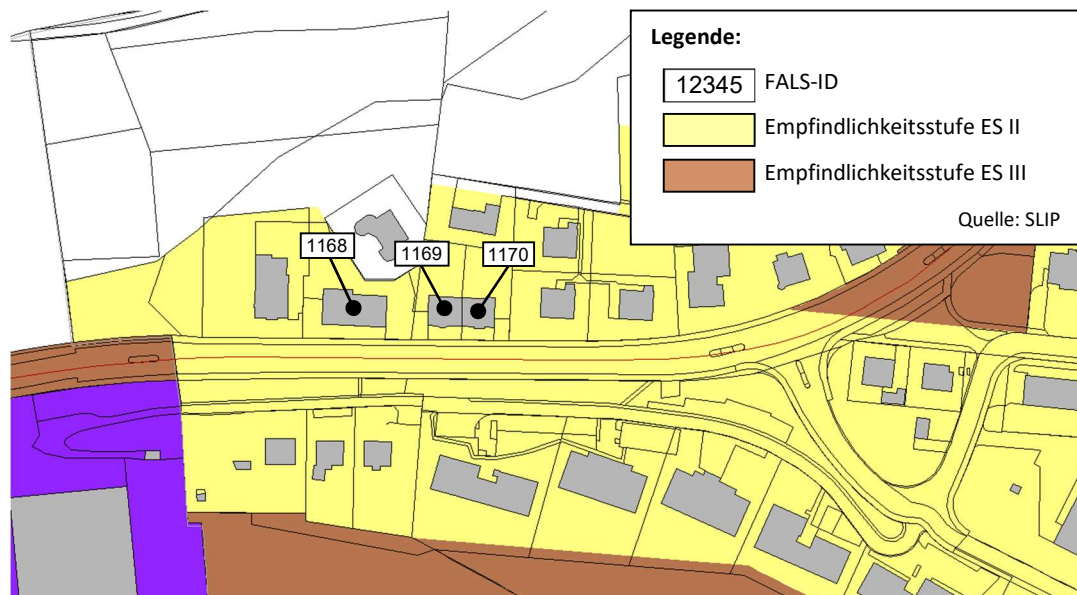 Legende:
12345 FALS-ID
Empfindlichkeitsstufe ES II
Empfindlichkeitsstufe ES III
Quelle: SLIP
1168
1169
1170